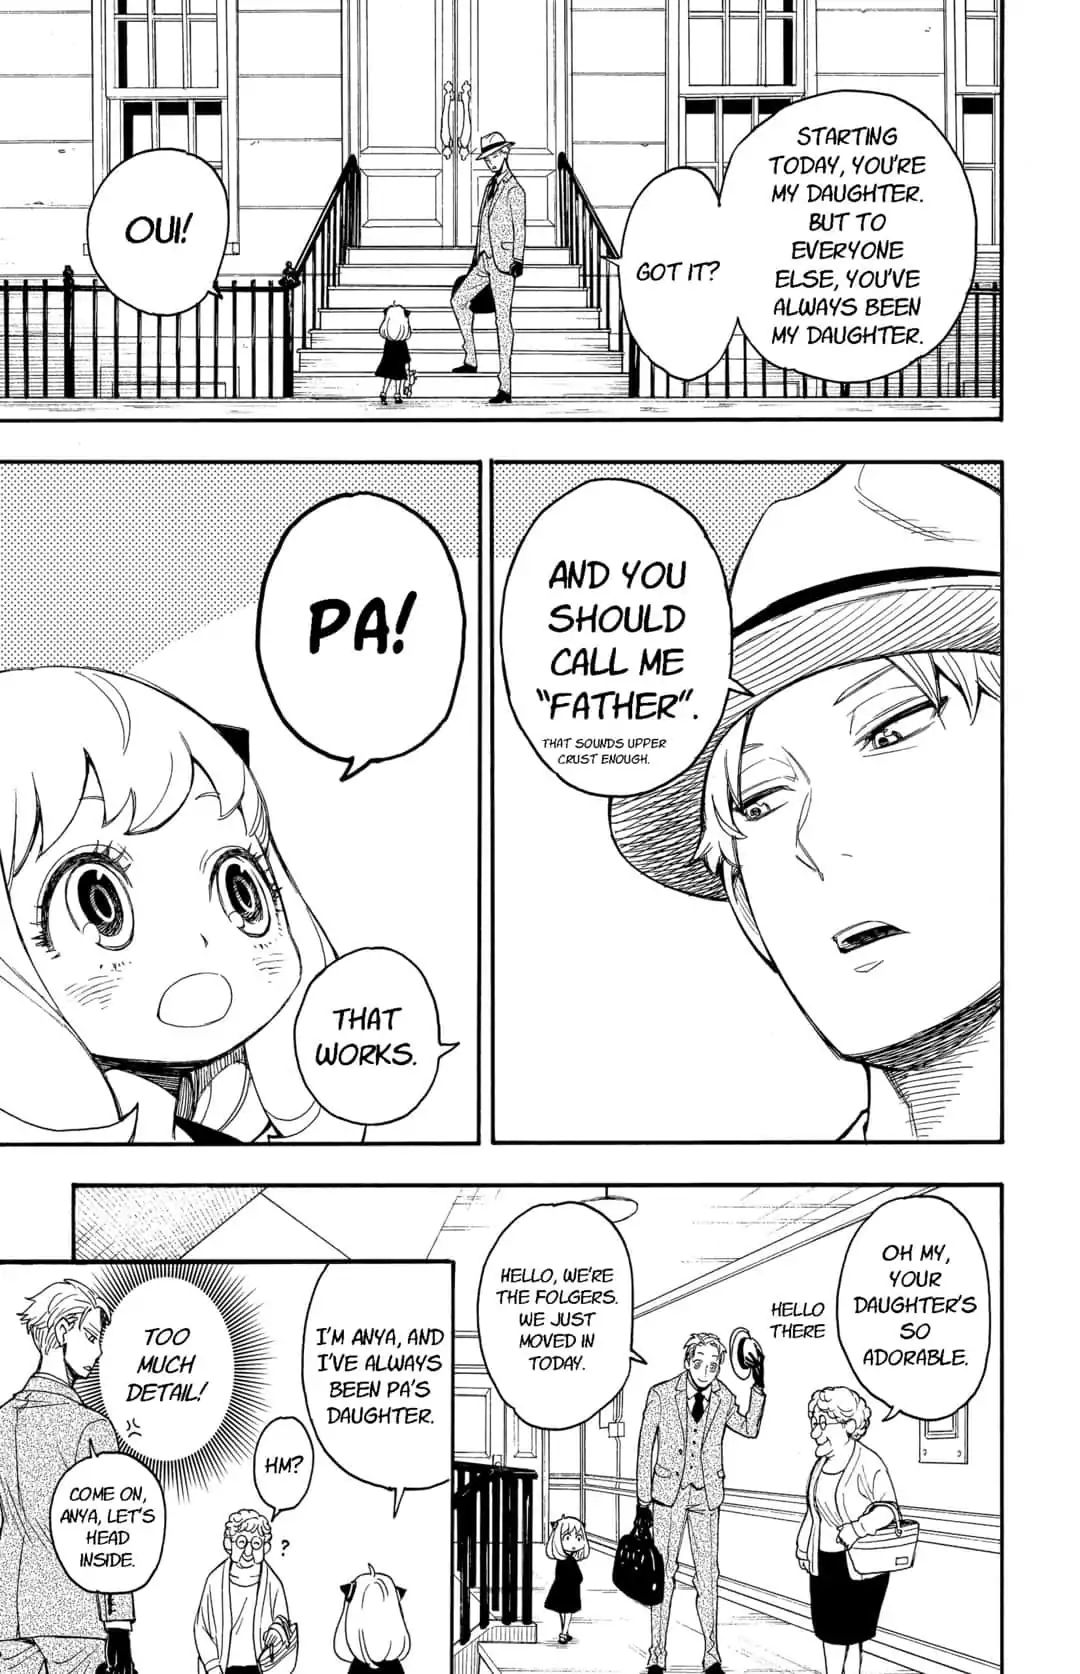 STARTING
TODAY, YOU'RE
MY DAUGHTER.
BUT TO
EVERYONE
ELSE, YOU'VE
ALWAYS BEEN
MY DAUGHTER.
GOT IT?
OUI!
AND YOU
SHOULD
CALL ME
"FATHER".
THAT SOUNDS UPPER
CRUST ENOUGH.
PA!
THAT
WORKS.
OH MY,
YOUR
DAUGHTER'S
SO
ADORABLE.
HELLO
THERE
HELLO, WE'RE
THE FOLGERS.
WE JUST
MOVED IN
TODAY.
I'M ANYA, AND
I'VE ALWAYS
BEEN PA'S
DAUGHTER.
HM?
?
TOO
MUCH
DETAIL!
COME ON,
ANYA, LET'S
HEAD
INSIDE.